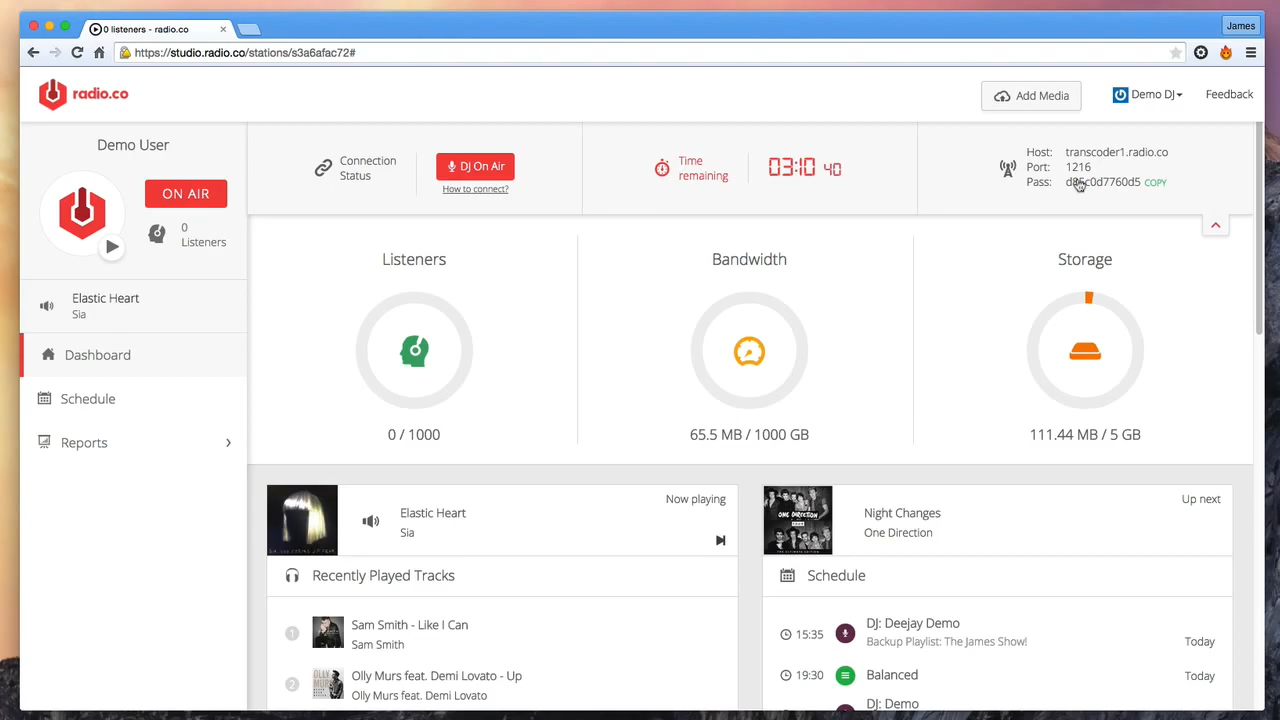 0 listeners - radio.co
James
https://studio.radio.co/stations/s3a6afac72#
radio.co
Add Media
Demo DJ
Feedback
Demo User
ON AIR
0
Listeners
Elastic Heart
Sia
Dashboard
Schedule
Reports
Connection
Status
DJ On Air
How to connect?
Time
remaining
03:10 40
Host: transcoder1.radio.co
Port: 1216
Pass: COPY
Listeners
0 / 1000
Bandwidth
65.5 MB / 1000 GB
Storage
111.44 MB / 5 GB
Now playing
Elastic Heart
Sia
Recently Played Tracks
1
Sam Smith - Like I Can
Sam Smith
2
Olly Murs feat. Demi Lovato - Up
Olly Murs feat. Demi Lovato
Up next
Night Changes
One Direction
Schedule
15:35
DJ: Deejay Demo
Backup Playlist: The James Show!
Today
19:30
Balanced
Today
DJ: Demo